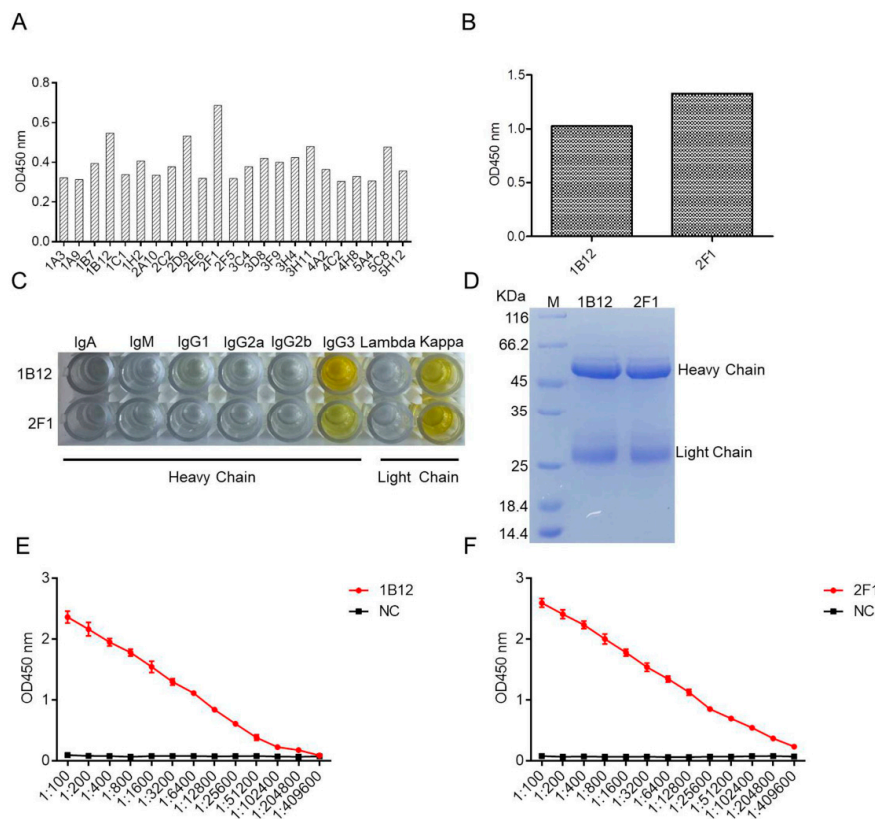 A
OD450 nm
0.8
0.6
0.4
0.2
0.0
1A3
1A9
1B7
1B12
1C1
1H2
2A10
2C2
2D9
2E6
2F1
2F5
3C4
3D8
3F9
3H4
3H11
4A2
4C2
4H8
5A4
5C8
5H12
B
OD450 nm
1.5
1.0
0.5
0.0
1B12
2F1
C
IgA IgM IgG1 IgG2a IgG2b IgG3 Lambda Kappa
1B12
2F1
Heavy Chain Light Chain
D
KDa M 1B12 2F1
116
66.2
45
35
25
18.4
14.4
Heavy Chain
Light Chain
E
OD450 nm
3
2
1
0
1:100
1:200
1:400
1:800
1:1600
1:3200
1:6400
1:12800
1:25600
1:51200
1:102400
1:204800
1:409600
1B12
NC
F
OD450 nm
3
2
1
0
1:100
1:200
1:400
1:800
1:1600
1:3200
1:6400
1:12800
1:25600
1:51200
1:102400
1:204800
1:409600
2F1
NC